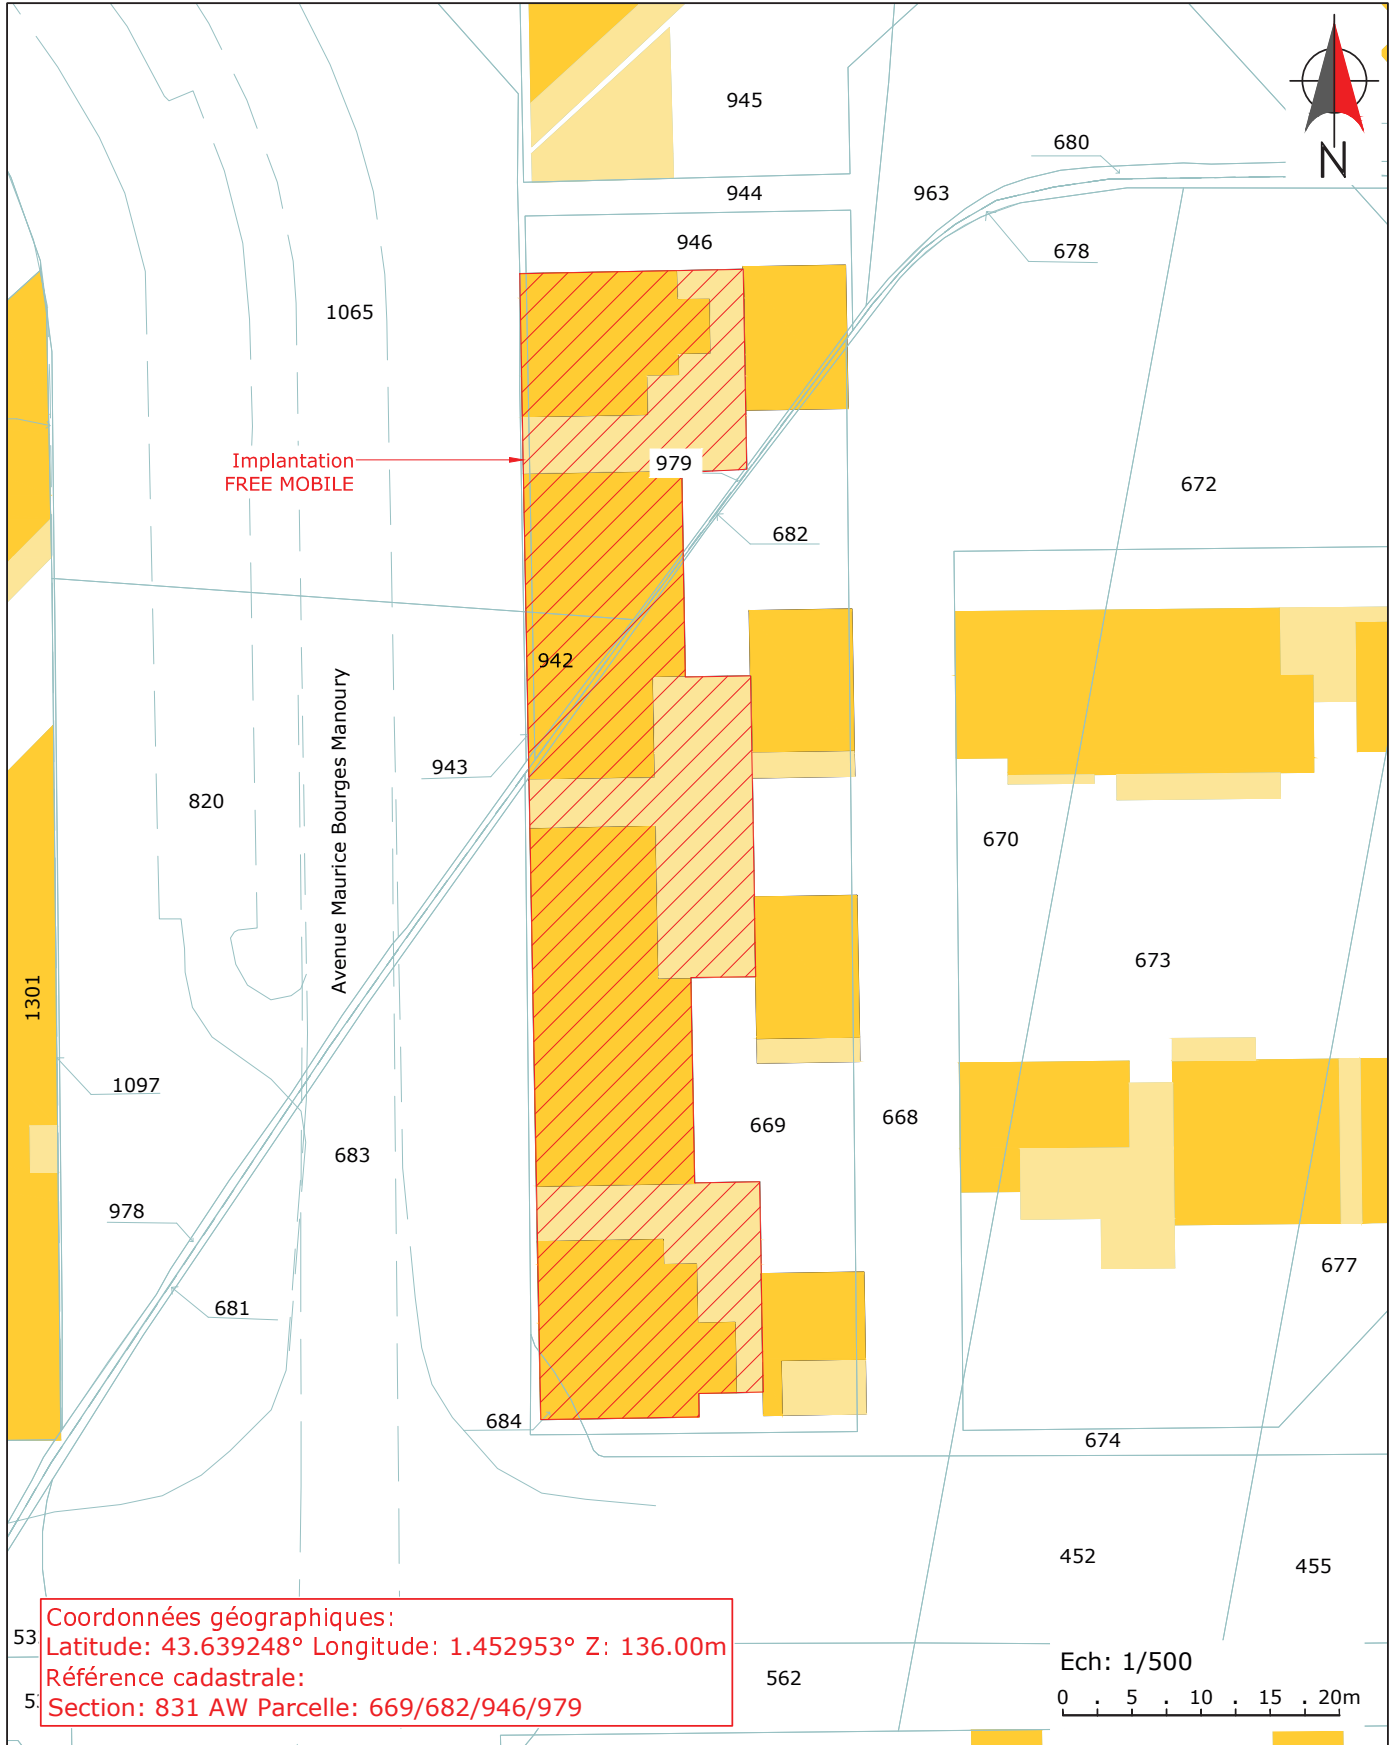 945
680
944
963
N
946
678
1065
Implantation
FREE MOBILE
979
672
682
942
Avenue Maurice Bourges Manoury
943
820
670
673
1301
1097
668
669
683
978
677
681
684
674
452
455
Coordonnées géographiques:
53
Latitude: 43.639248° Longitude: 1.452953° Z: 136.00m
Ech: 1/500
Référence cadastrale:
562
Section: 831 AW Parcelle: 669/682/946/979
0 . 5 . 10 . 15 . 20m